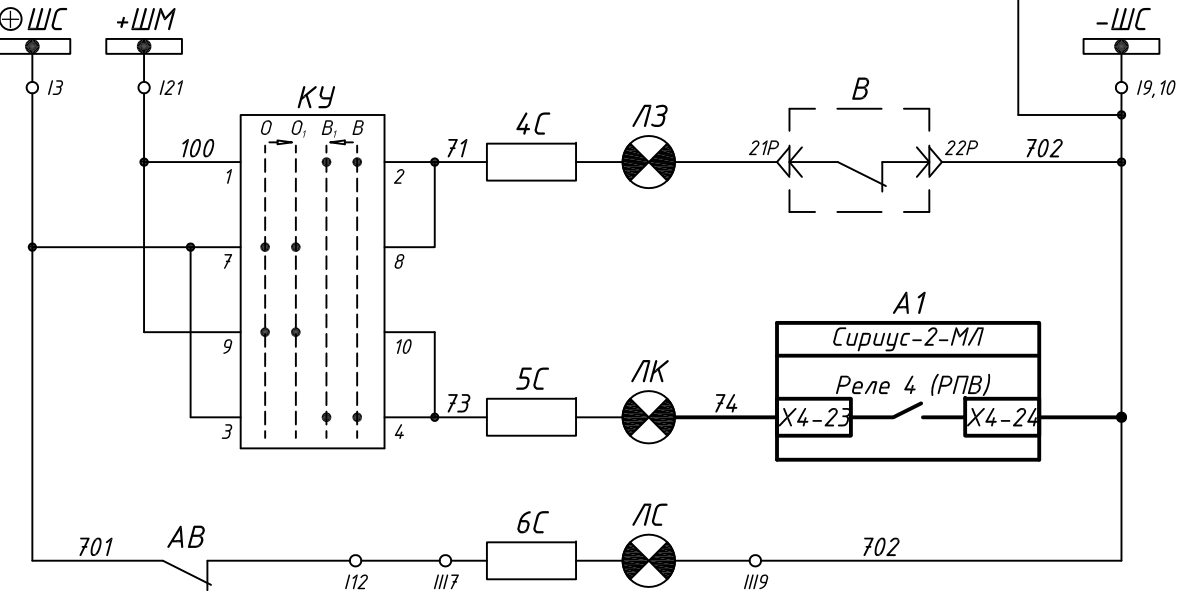 ⊕ШС
+ШМ
-ШС
I3
I21
I9,10
КУ
О О₁ В₁ В
100
1
2
71
4С
ЛЗ
В
21Р
22Р
702
7
8
9
10
3
4
73
5С
ЛК
74
А1
Сириус-2-МЛ
Реле 4 (РПВ)
Х4-23
Х4-24
701
АВ
I12
III7
6С
ЛС
III9
702